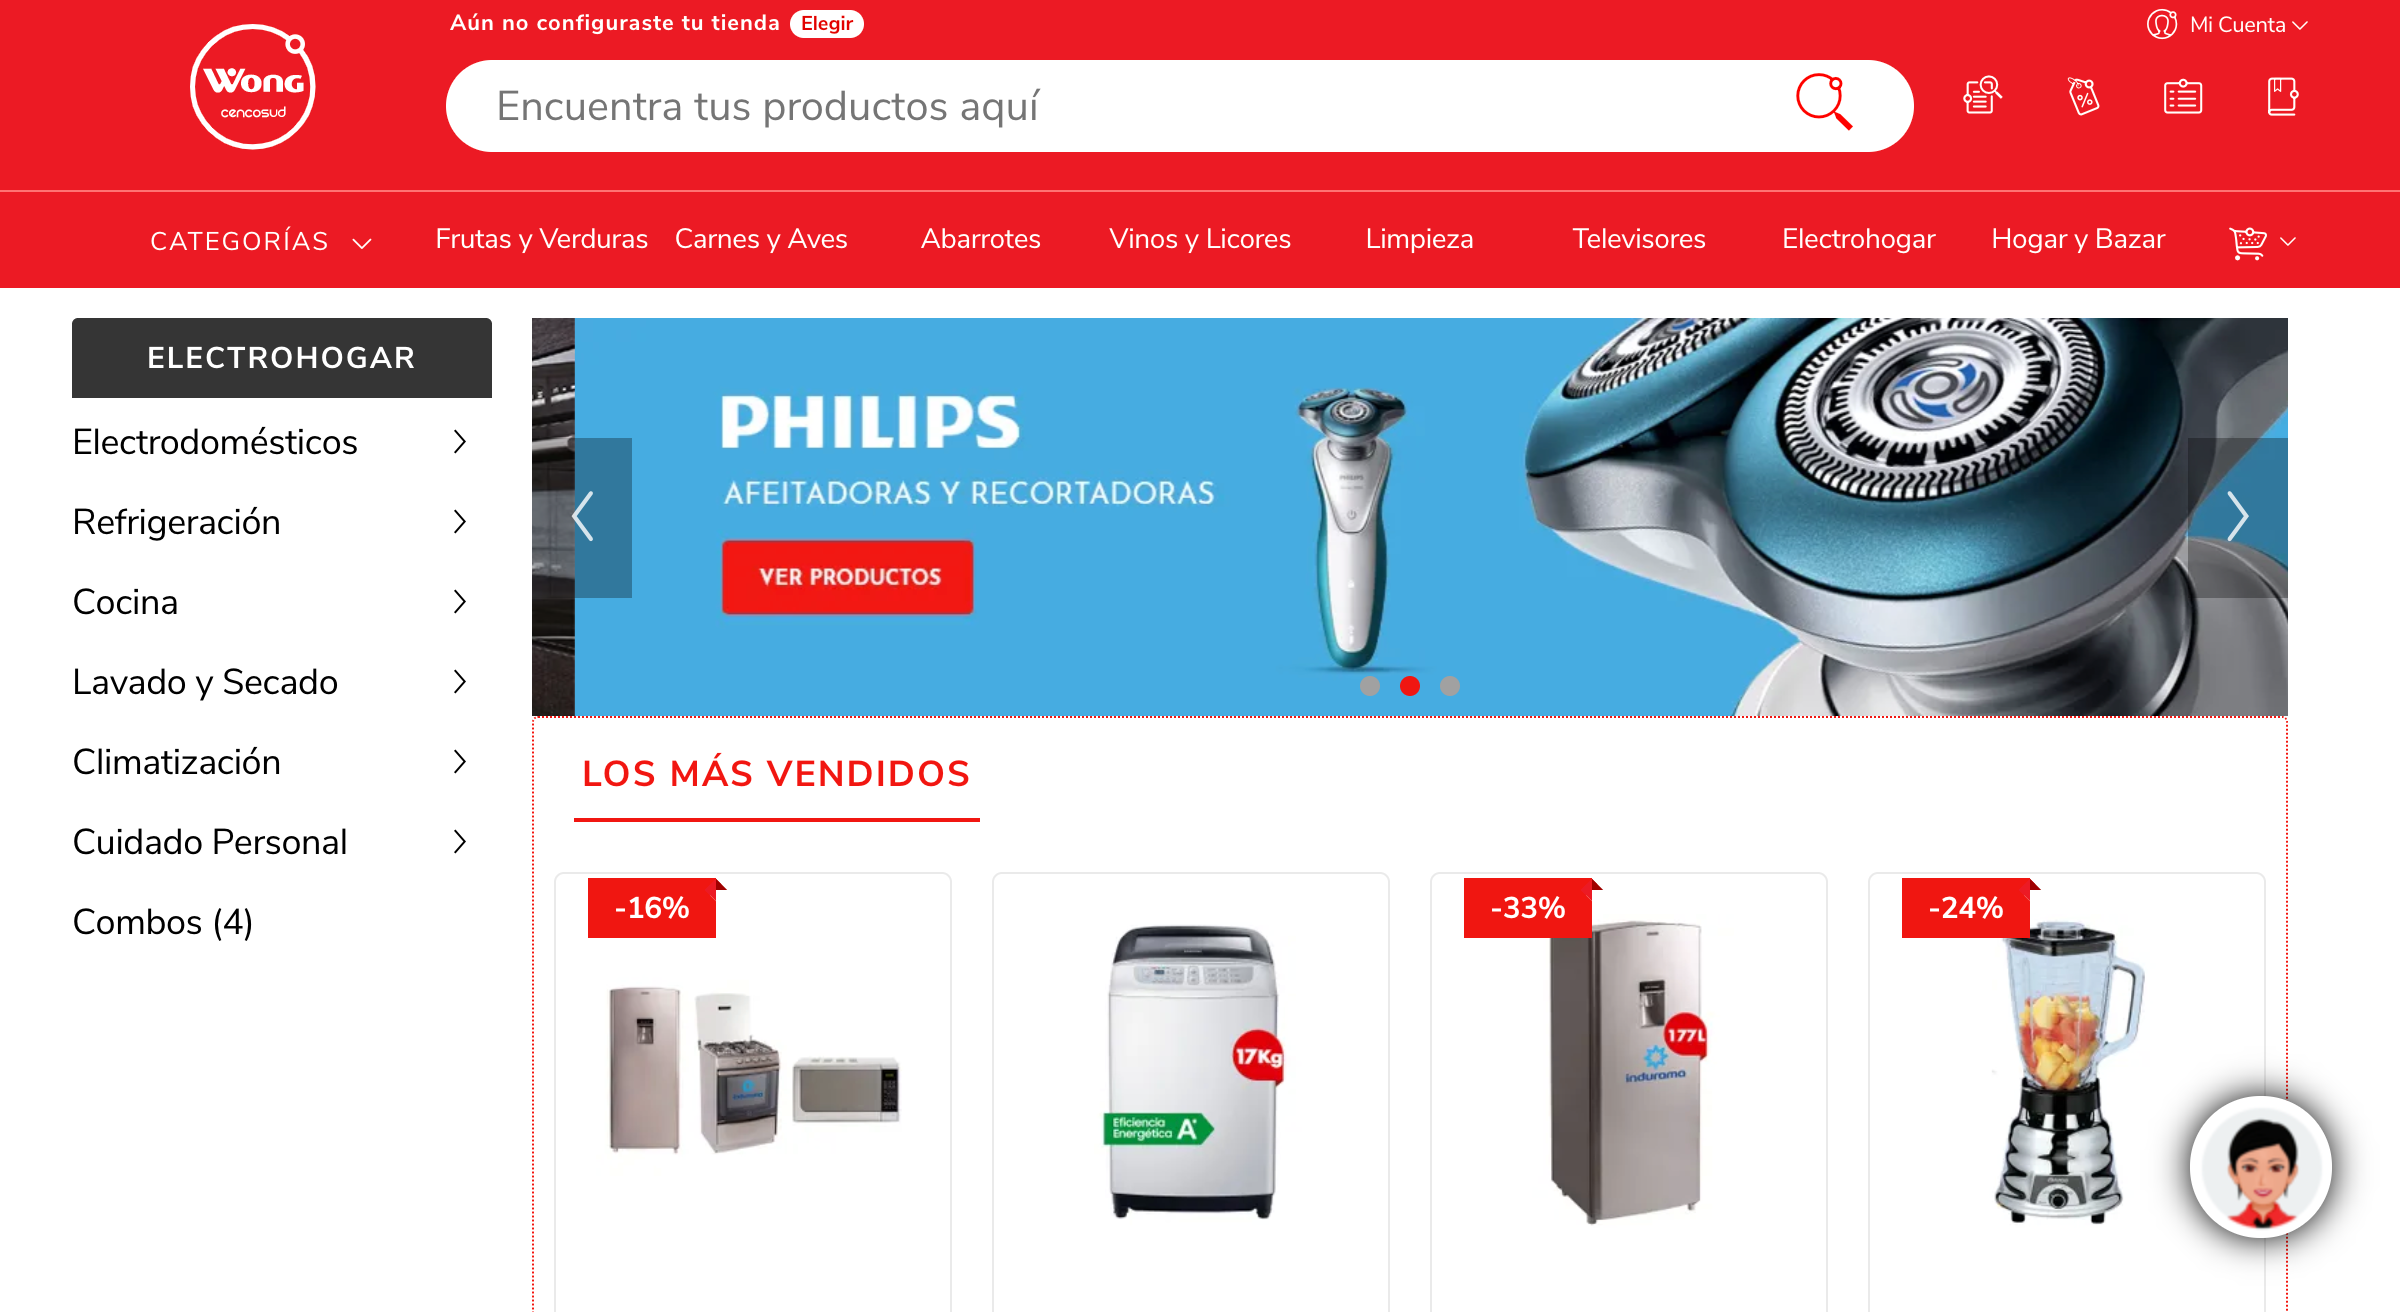 Aún no configuraste tu tienda Elegir
Mi Cuenta
Wong
cencosud
Encuentra tus productos aquí
CATEGORÍAS
Frutas y Verduras
Carnes y Aves
Abarrotes
Vinos y Licores
Limpieza
Televisores
Electrohogar
Hogar y Bazar
ELECTROHOGAR
Electrodomésticos
Refrigeración
Cocina
Lavado y Secado
Climatización
Cuidado Personal
Combos (4)
PHILIPS
AFEITADORAS Y RECORTADORAS
VER PRODUCTOS
PHILIPS
LOS MÁS VENDIDOS
-16%
-33%
-24%
17Kg
Eficiencia
Energética A+
177L
indurama
indurama